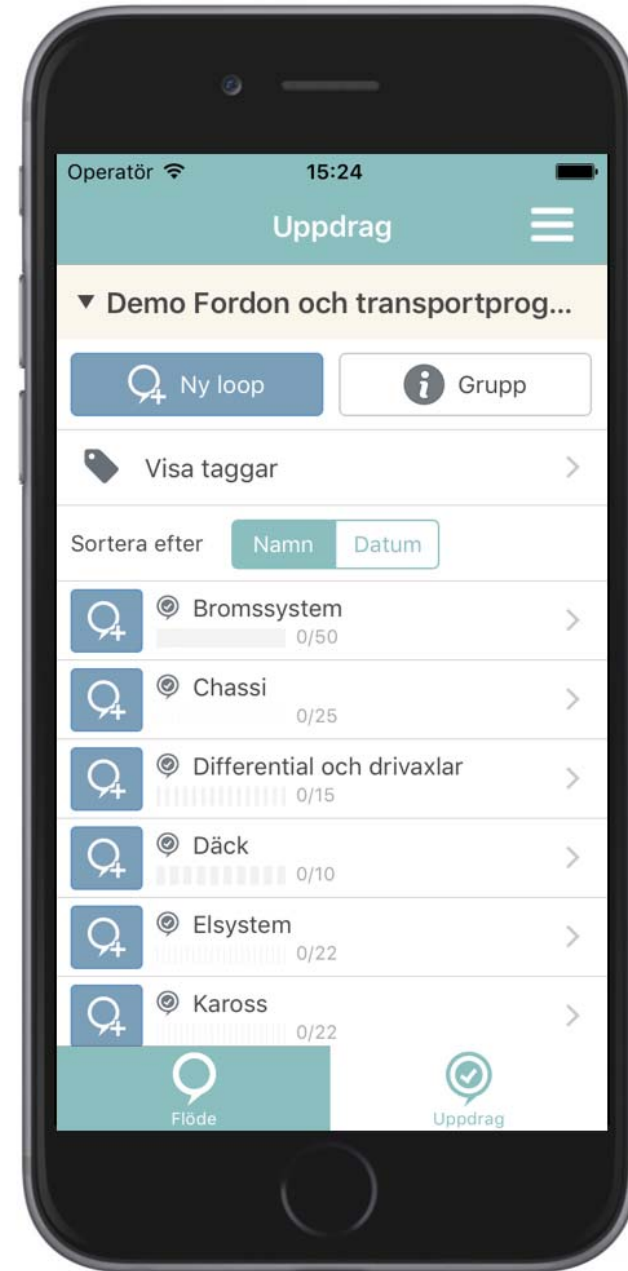 Operatör 15:24
Uppdrag
▼ Demo Fordon och transportprog...
Ny loop Grupp
Visa taggar
Sortera efter Namn Datum
Bromssystem
0/50
Chassi
0/25
Differential och drivaxlar
0/15
Däck
0/10
Elsystem
0/22
Kaross
0/22
Flöde Uppdrag